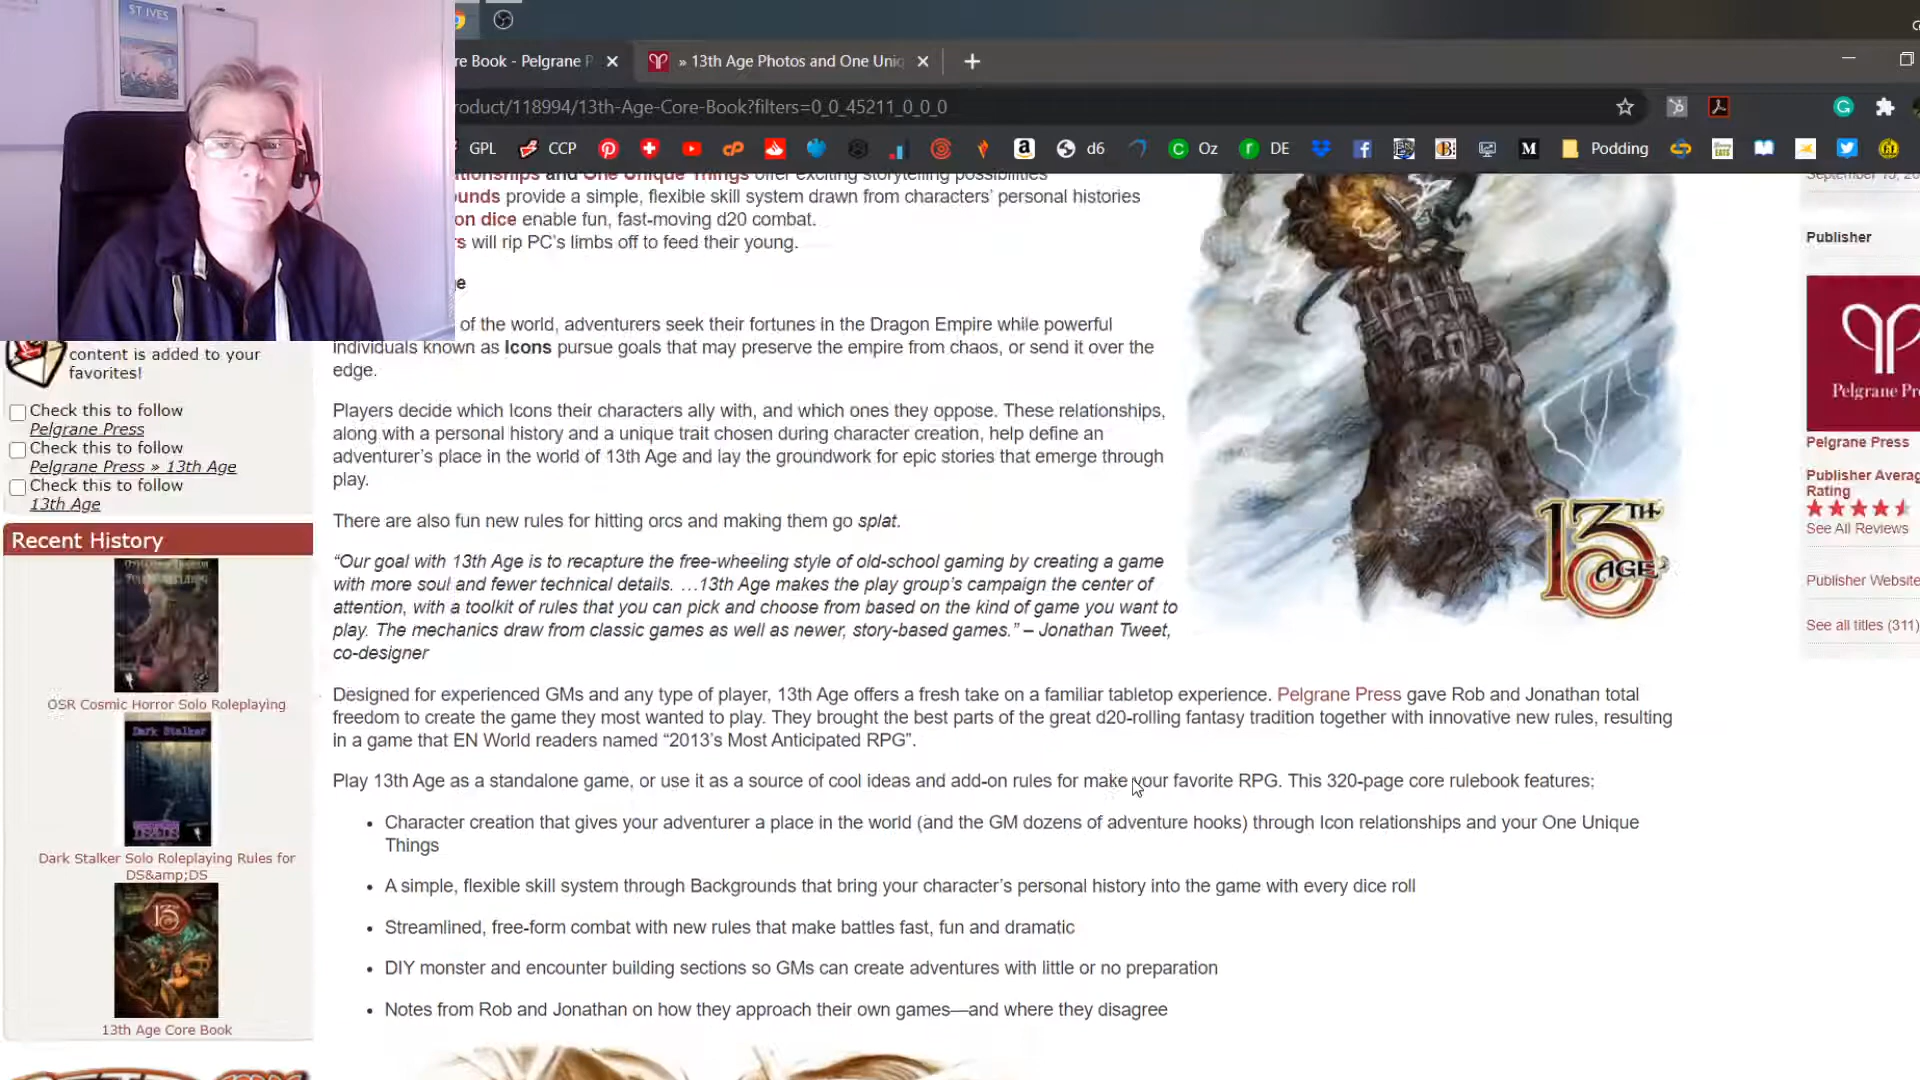 ST IVES
re Book - Pelgrane P
» 13th Age Photos and One Uniq
roduct/118994/13th-Age-Core-Book?filters=0_0_45211_0_0_0
GPL CCP d6 Oz DE M Podding
ationships and One Unique Things offer exciting storytelling possibilities
ounds provide a simple, flexible skill system drawn from characters' personal histories
on dice enable fun, fast-moving d20 combat.
rs will rip PC's limbs off to feed their young.
e
of the world, adventurers seek their fortunes in the Dragon Empire while powerful
individuals known as Icons pursue goals that may preserve the empire from chaos, or send it over the
edge.
Players decide which Icons their characters ally with, and which ones they oppose. These relationships,
along with a personal history and a unique trait chosen during character creation, help define an
adventurer's place in the world of 13th Age and lay the groundwork for epic stories that emerge through
play.
There are also fun new rules for hitting orcs and making them go splat.
"Our goal with 13th Age is to recapture the free-wheeling style of old-school gaming by creating a game
with more soul and fewer technical details. …13th Age makes the play group's campaign the center of
attention, with a toolkit of rules that you can pick and choose from based on the kind of game you want to
play. The mechanics draw from classic games as well as newer, story-based games." – Jonathan Tweet,
co-designer
Designed for experienced GMs and any type of player, 13th Age offers a fresh take on a familiar tabletop experience. Pelgrane Press gave Rob and Jonathan total
freedom to create the game they most wanted to play. They brought the best parts of the great d20-rolling fantasy tradition together with innovative new rules, resulting
in a game that EN World readers named "2013's Most Anticipated RPG".
Play 13th Age as a standalone game, or use it as a source of cool ideas and add-on rules for make your favorite RPG. This 320-page core rulebook features;
• Character creation that gives your adventurer a place in the world (and the GM dozens of adventure hooks) through Icon relationships and your One Unique
Things
• A simple, flexible skill system through Backgrounds that bring your character's personal history into the game with every dice roll
• Streamlined, free-form combat with new rules that make battles fast, fun and dramatic
• DIY monster and encounter building sections so GMs can create adventures with little or no preparation
• Notes from Rob and Jonathan on how they approach their own games—and where they disagree
content is added to your
favorites!
Check this to follow
Pelgrane Press
Check this to follow
Pelgrane Press » 13th Age
Check this to follow
13th Age
Recent History
OSR Cosmic Horror Solo Roleplaying
Dark Stalker
Dark Stalker Solo Roleplaying Rules for
DS&amp;DS
13
13th Age Core Book
13TH
AGE
Publisher
Pelgrane Pre
Pelgrane Press
Publisher Averag
Rating
See All Reviews
Publisher Website
See all titles (311)